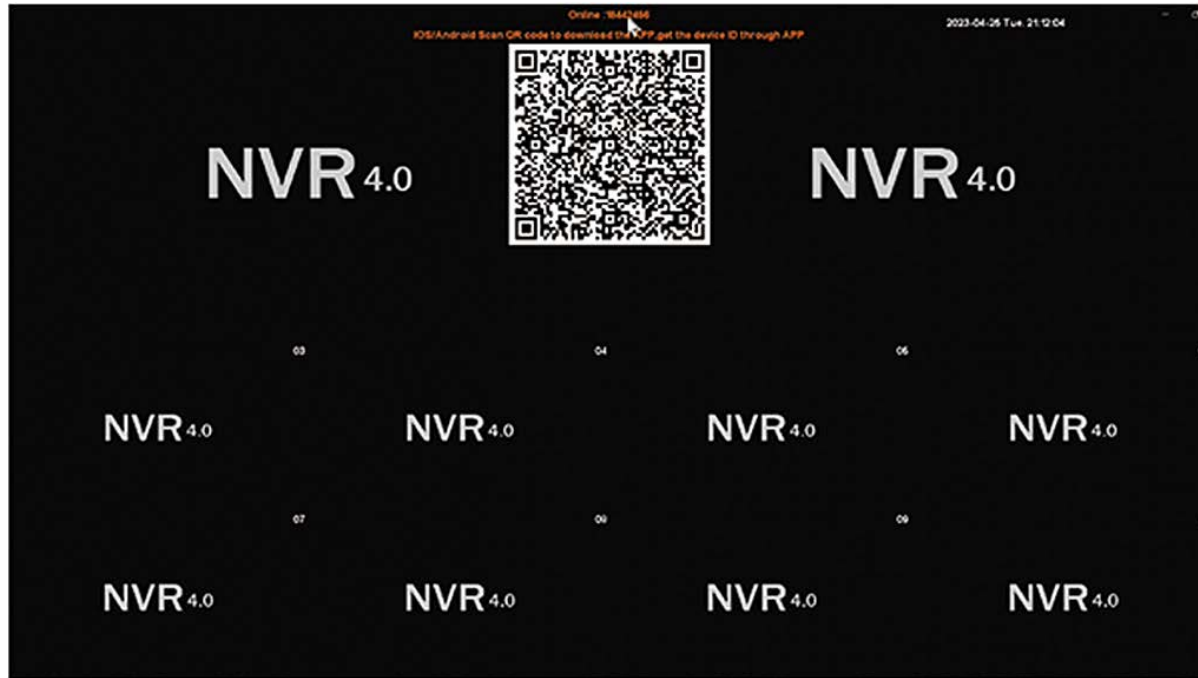 Online :18442486
IOS/Android Scan QR code to download the APP,get the device ID through APP
2023-04-25 Tue. 21:12:04
NVR 4.0
NVR 4.0
03
04
05
NVR 4.0
NVR 4.0
NVR 4.0
NVR 4.0
07
08
09
NVR 4.0
NVR 4.0
NVR 4.0
NVR 4.0